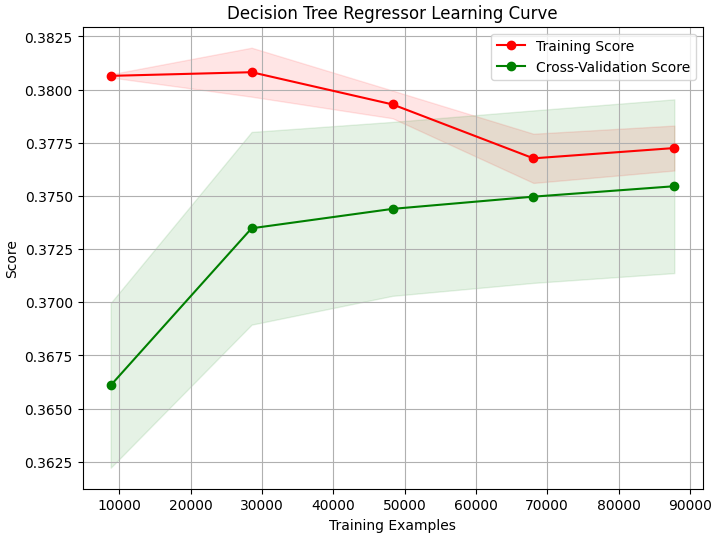 Decision Tree Regressor Learning Curve
Training Score
Cross-Validation Score
0.3825
0.3800
0.3775
0.3750
0.3725
0.3700
0.3675
0.3650
0.3625
Score
10000 20000 30000 40000 50000 60000 70000 80000 90000
Training Examples